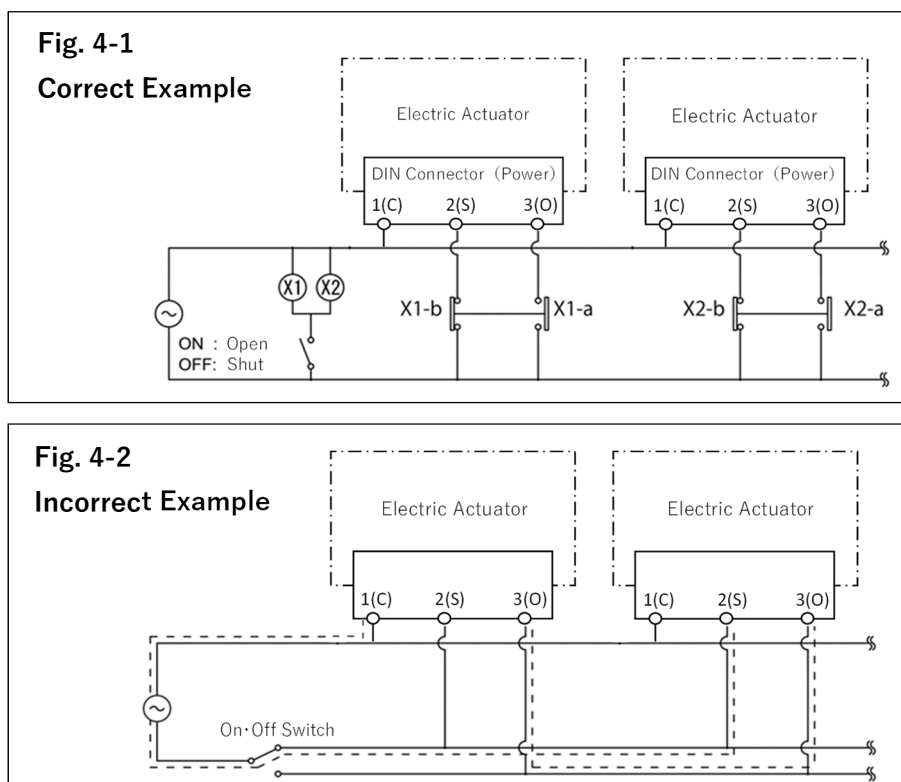 Fig. 4-1
Correct Example
Electric Actuator
Electric Actuator
DIN Connector（Power）
DIN Connector（Power）
1(C) 2(S) 3(O)
1(C) 2(S) 3(O)
X1 X2
X1-b X1-a
X2-b X2-a
ON : Open
OFF: Shut
Fig. 4-2
Incorrect Example
Electric Actuator
Electric Actuator
1(C) 2(S) 3(O)
1(C) 2(S) 3(O)
On・Off Switch